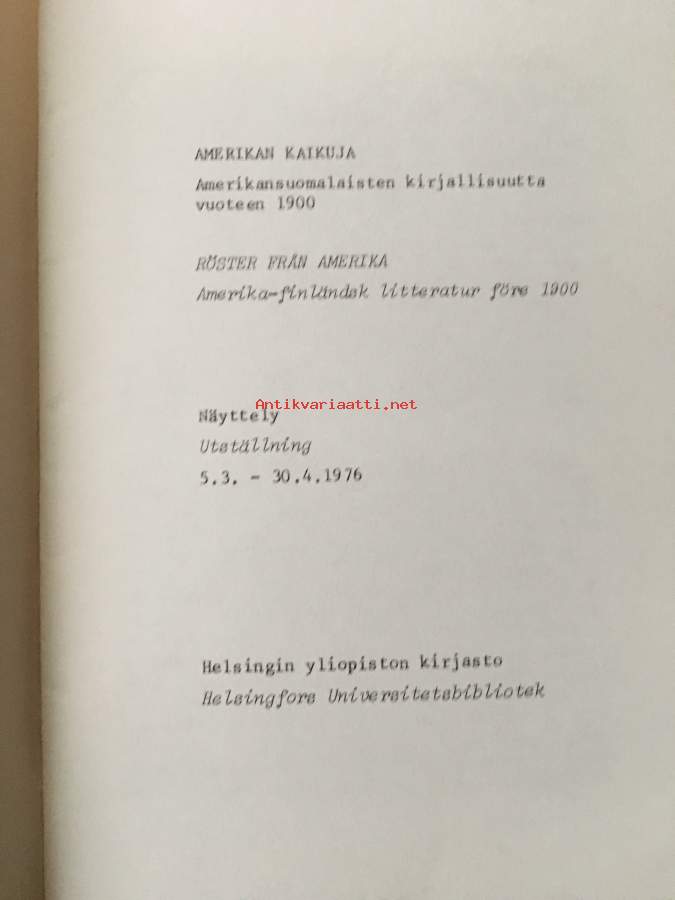 AMERIKAN KAIKUJA
Amerikansuomalaisten kirjallisuutta
vuoteen 1900
RÖSTER FRÅN AMERIKA
Amerika-finländsk litteratur före 1900
Antikvariaatti.net
Näyttely
Utställning
5.3. - 30.4.1976
Helsingin yliopiston kirjasto
Helsingfors Universitetsbibliotek